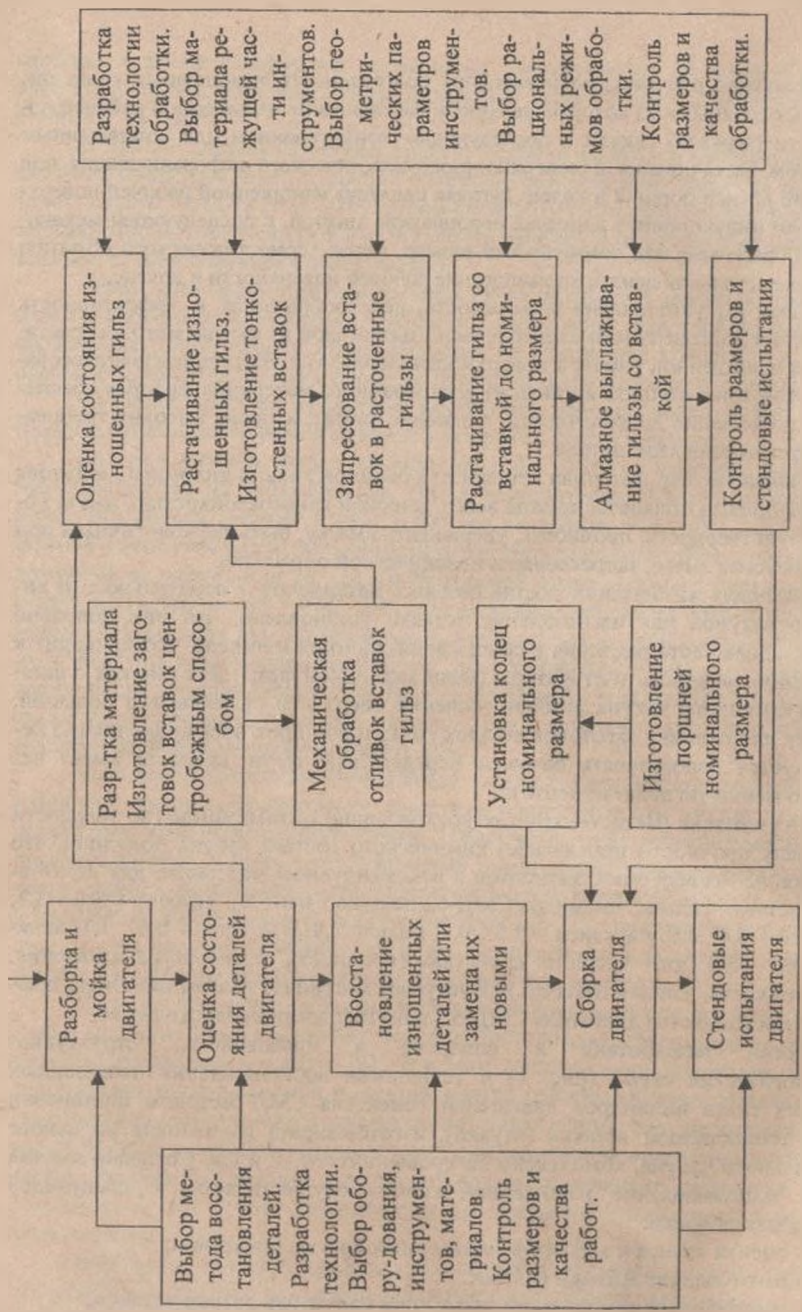 Разборка и
мойка
двигателя
Оценка состо-
яния деталей
двигателя
Восста-
новление
изношенных
деталей или
замена их
новыми
Сборка
двигателя
Стендовые
испытания
двигателя
Выбор ме-
тода восс-
тановления
деталей.
Разработка
технологии.
Выбор обо-
ру-дования,
инструмен-
тов, мате-
риалов.
Контроль
размеров и
качества
работ.
Разр-тка материала
Изготовление заго-
товок вставок цен-
тробежным спосо-
бом
Механическая
обработка
отливок вставок
гильз
Установка колец
номинального
размера
Изготовление
поршней
номинального
размера
Оценка состояния из-
ношенных гильз
Растачивание изно-
шенных гильз.
Изготовление тонко-
стенных вставок
Запрессование вста-
вок в расточенные
гильзы
Растачивание гильз со
вставкой до номи-
нального размера
Алмазное выглажива-
ние гильзы со встав-
кой
Контроль размеров и
стендовые испытания
Разработка
технологии
обработки.
Выбор ма-
териала ре-
жущей час-
ти ин-
струментов.
Выбор гео-
метри-
ческих па-
раметров
инструмен-
тов.
Выбор ра-
циональ-
ных режи-
мов обрабо-
тки.
Контроль
размеров и
качества
обработки.